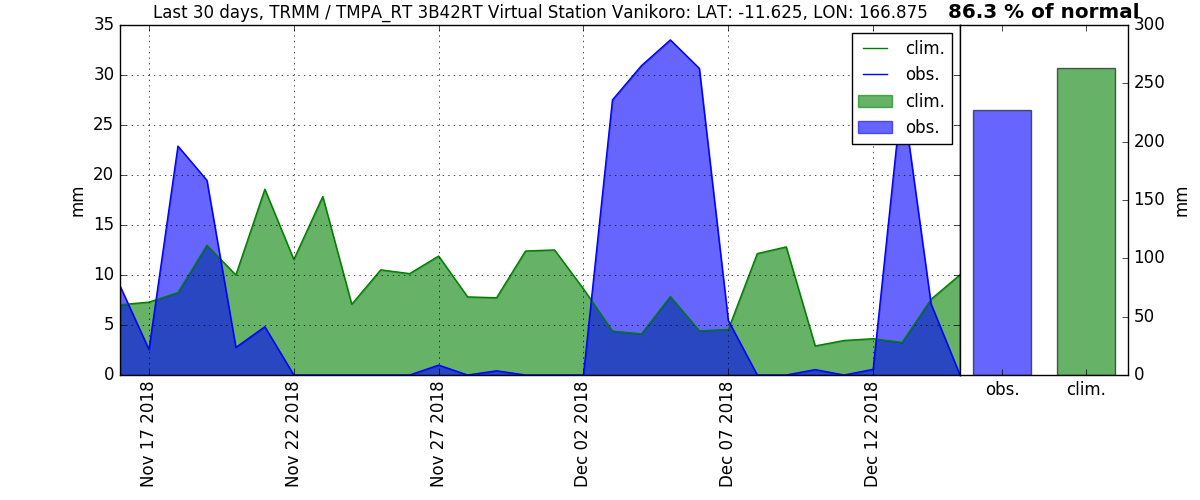 Last 30 days, TRMM / TMPA_RT 3B42RT Virtual Station Vanikoro: LAT: -11.625, LON: 166.875
86.3 % of normal
35
30
25
20
15
10
5
0
mm
clim.
obs.
clim.
obs.
Nov 17 2018
Nov 22 2018
Nov 27 2018
Dec 02 2018
Dec 07 2018
Dec 12 2018
300
250
200
150
100
50
0
mm
obs.
clim.